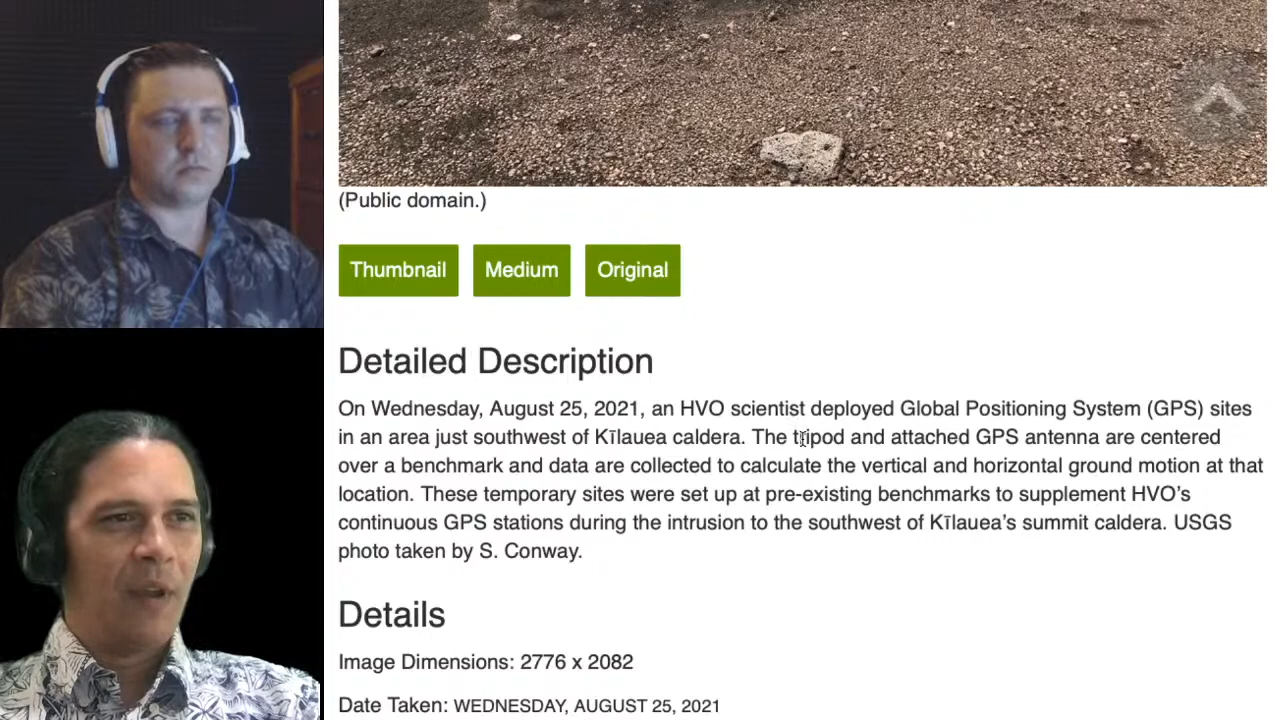 (Public domain.)
Thumbnail
Medium
Original
Detailed Description
On Wednesday, August 25, 2021, an HVO scientist deployed Global Positioning System (GPS) sites
in an area just southwest of Kīlauea caldera. The tripod and attached GPS antenna are centered
over a benchmark and data are collected to calculate the vertical and horizontal ground motion at that
location. These temporary sites were set up at pre-existing benchmarks to supplement HVO's
continuous GPS stations during the intrusion to the southwest of Kīlauea's summit caldera. USGS
photo taken by S. Conway.
Details
Image Dimensions: 2776 x 2082
Date Taken: WEDNESDAY, AUGUST 25, 2021